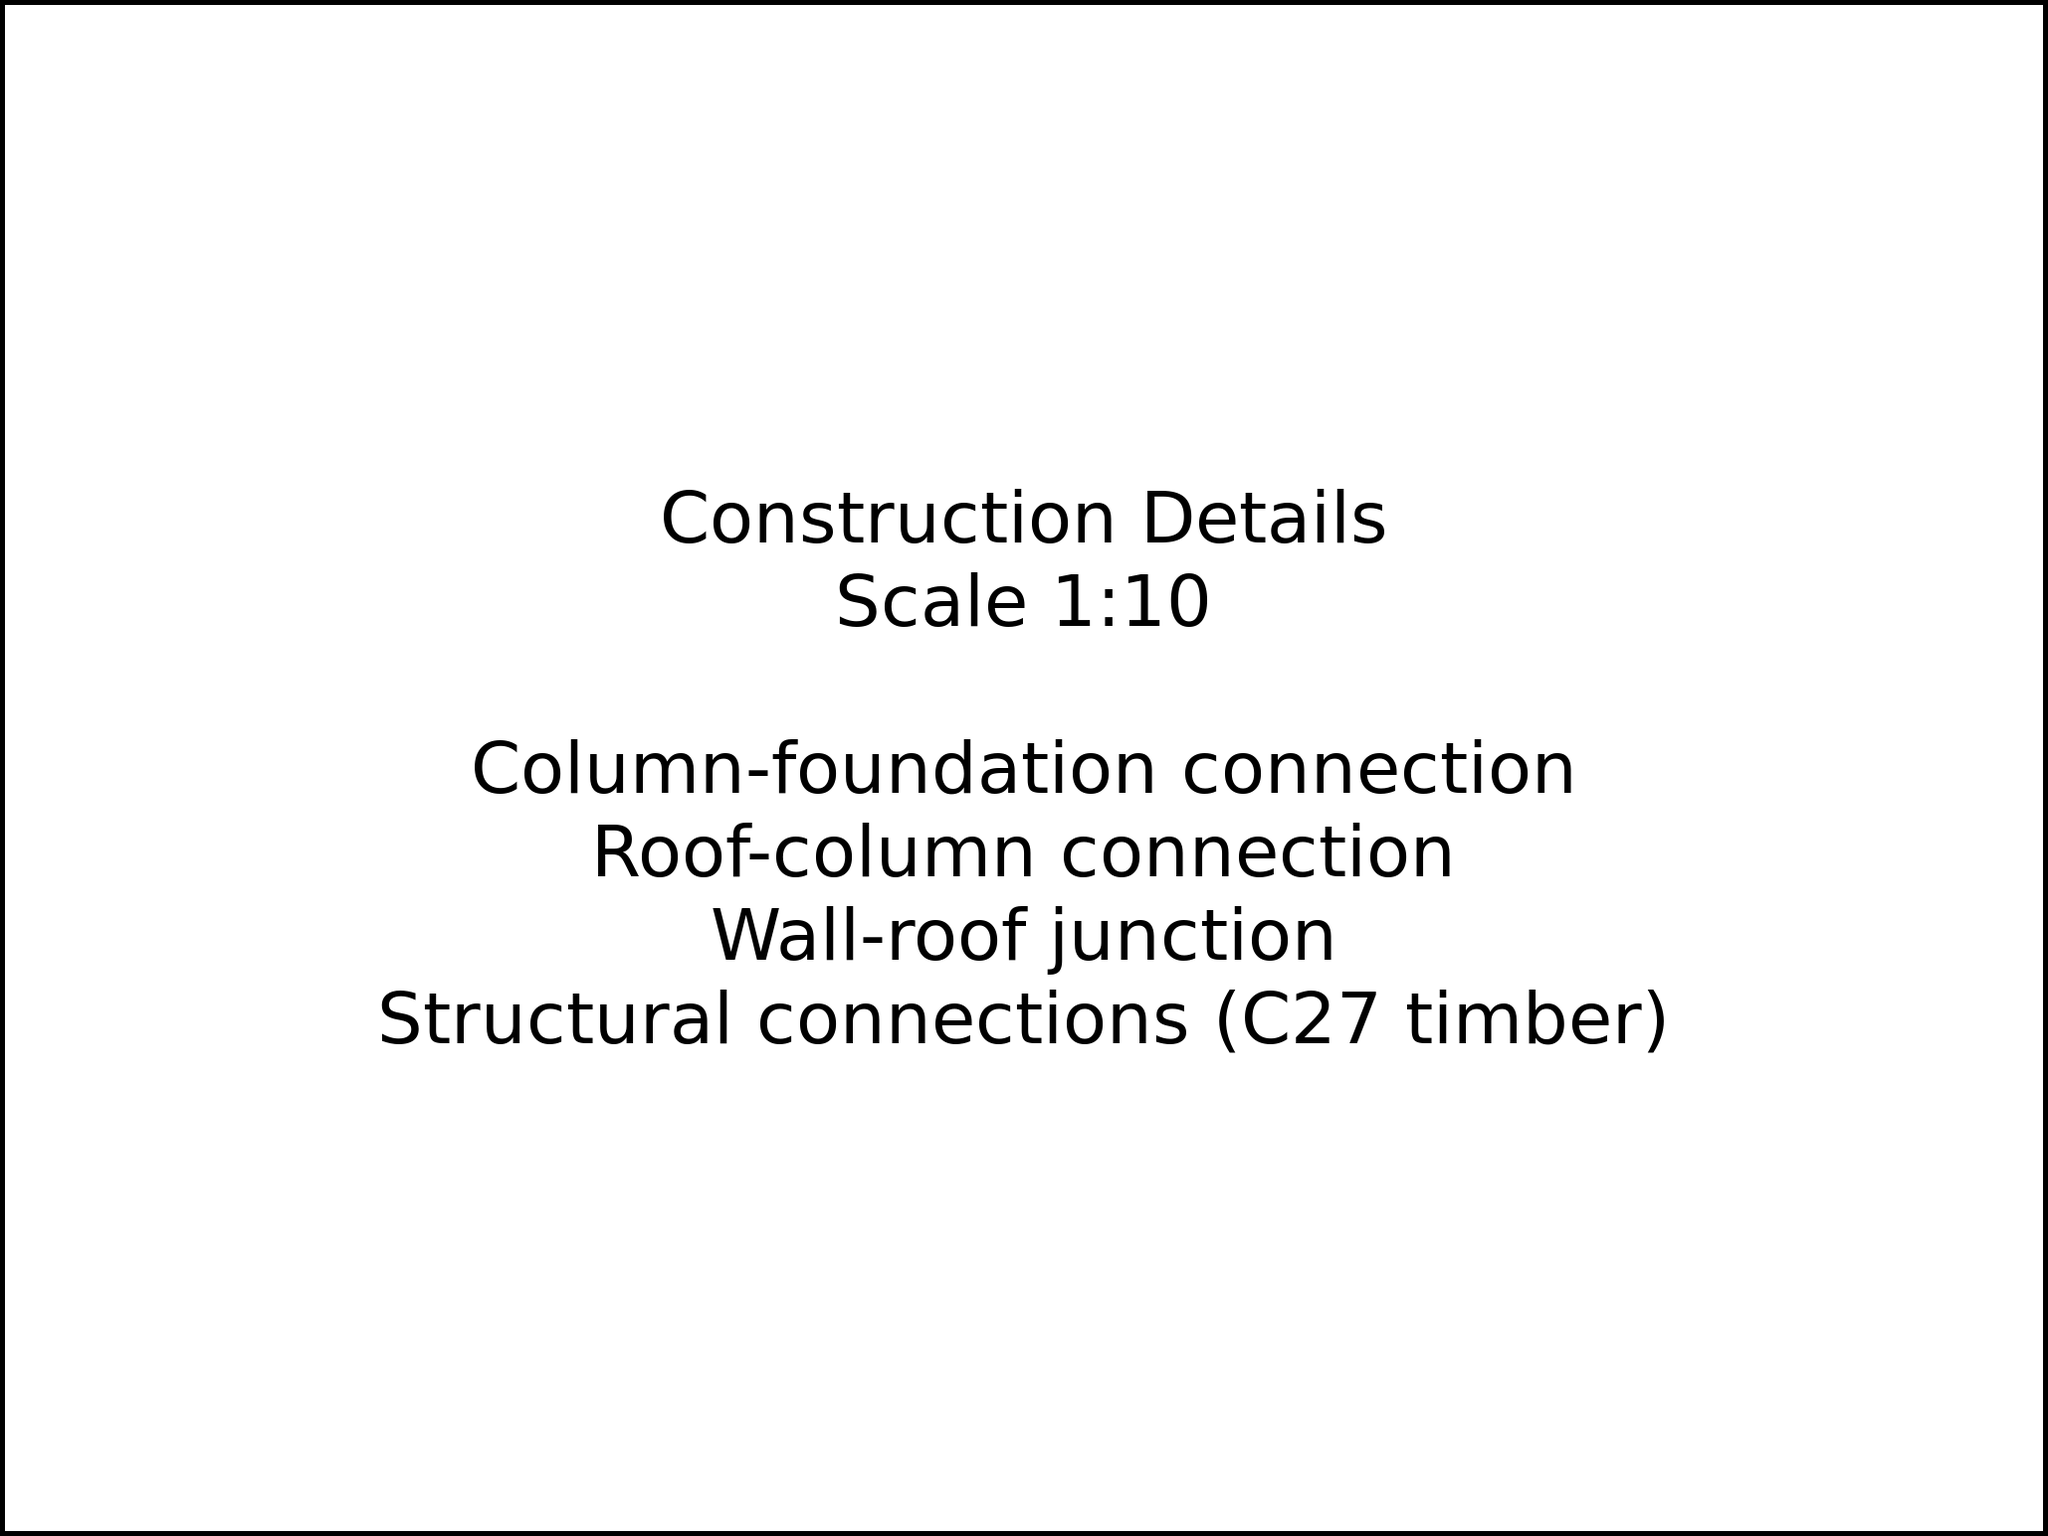 Construction Details
Scale 1:10
Column-foundation connection
Roof-column connection
Wall-roof junction
Structural connections (C27 timber)